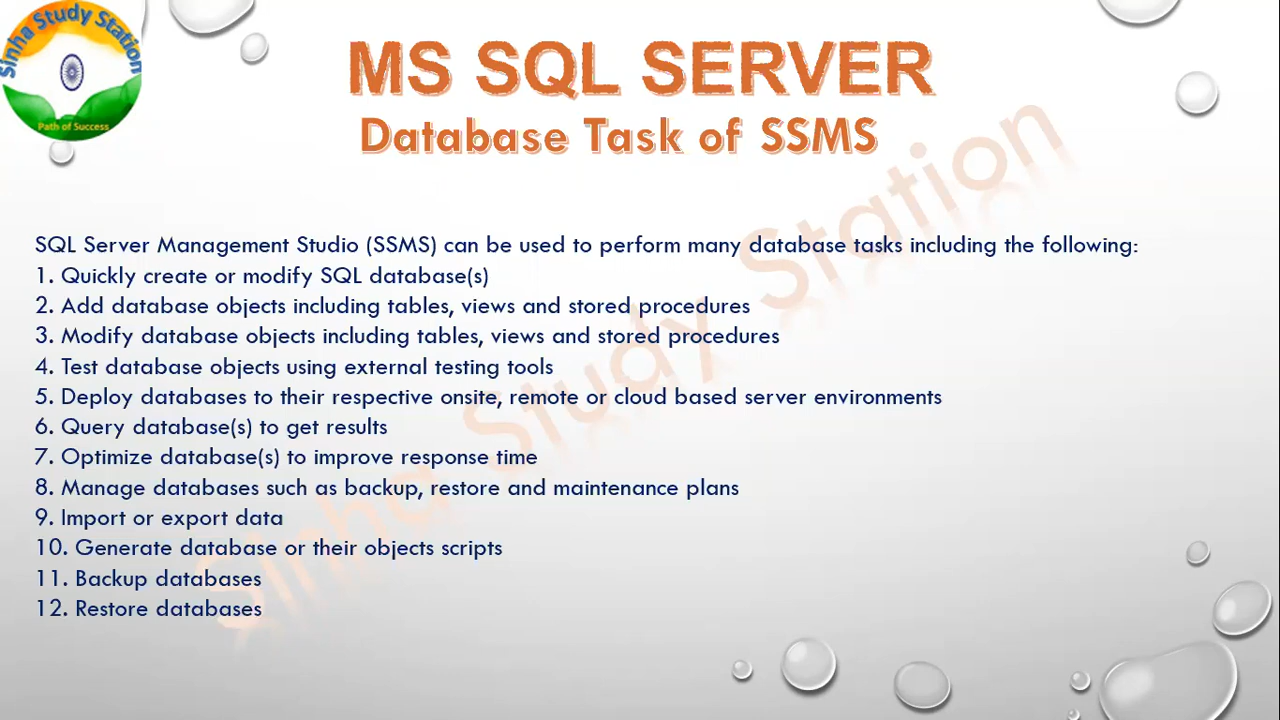 Sinha Study Station
Path of Success
MS SQL SERVER
Database Task of SSMS
SQL Server Management Studio (SSMS) can be used to perform many database tasks including the following:
1. Quickly create or modify SQL database(s)
2. Add database objects including tables, views and stored procedures
3. Modify database objects including tables, views and stored procedures
4. Test database objects using external testing tools
5. Deploy databases to their respective onsite, remote or cloud based server environments
6. Query database(s) to get results
7. Optimize database(s) to improve response time
8. Manage databases such as backup, restore and maintenance plans
9. Import or export data
10. Generate database or their objects scripts
11. Backup databases
12. Restore databases
Sinha Study Station